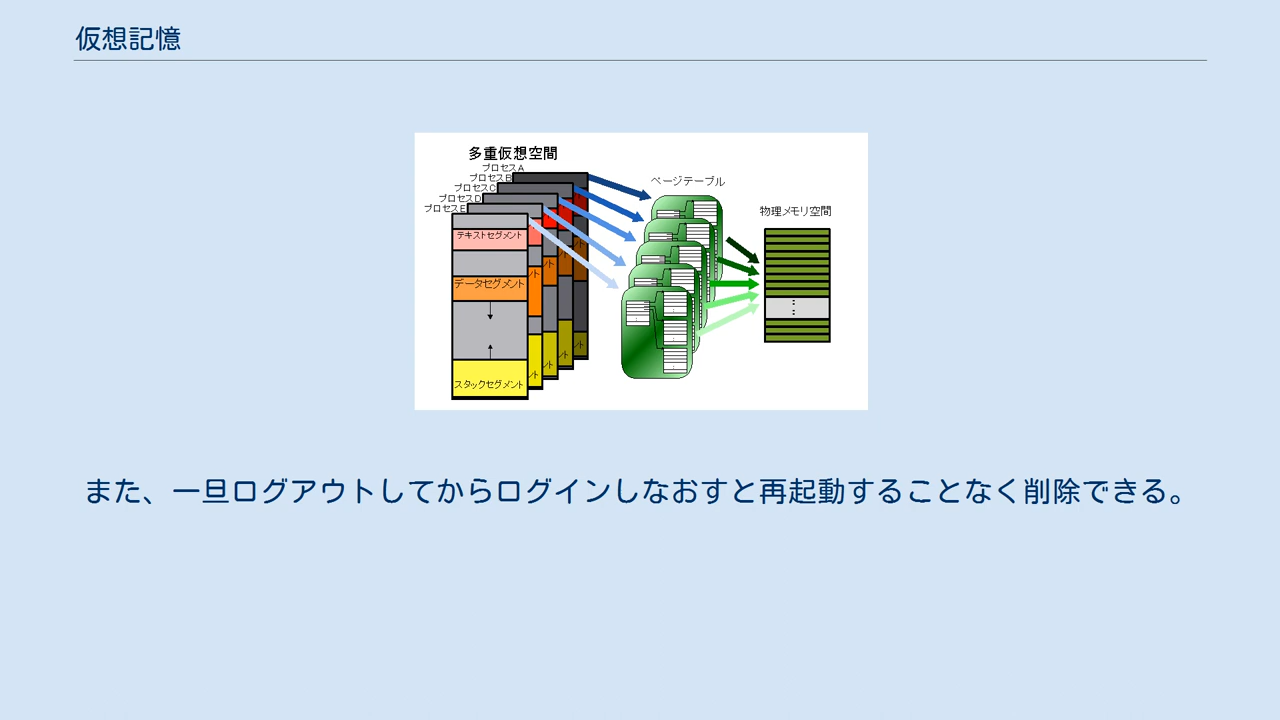 仮想記憶
多重仮想空間
プロセスA
プロセスB
プロセスC
プロセスD
プロセスE
ページテーブル
物理メモリ空間
テキストセグメント
データセグメント
スタックセグメント
また、一旦ログアウトしてからログインしなおすと再起動することなく削除できる。